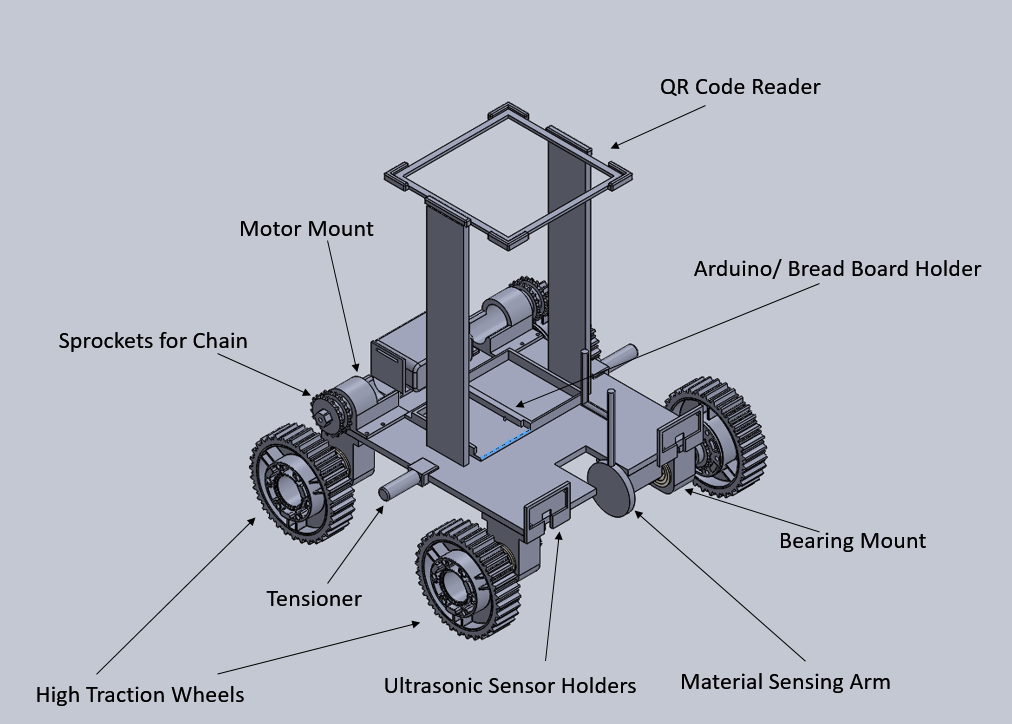 QR Code Reader
Motor Mount
Arduino/ Bread Board Holder
Sprockets for Chain
Bearing Mount
Tensioner
High Traction Wheels
Ultrasonic Sensor Holders
Material Sensing Arm